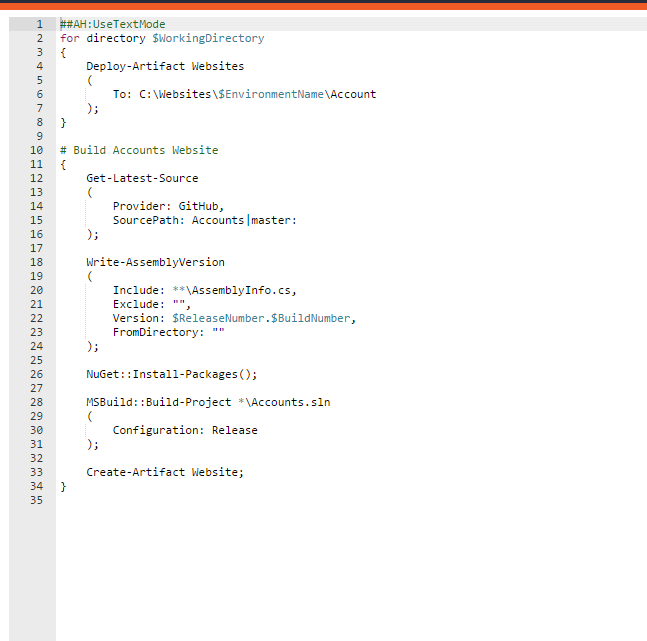 1 ##AH:UseTextMode
2 for directory $WorkingDirectory
3 {
4     Deploy-Artifact Websites
5     (
6         To: C:\Websites\$EnvironmentName\Account
7     );
8 }
9
10 # Build Accounts Website
11 {
12     Get-Latest-Source
13     (
14         Provider: GitHub,
15         SourcePath: Accounts|master:
16     );
17
18     Write-AssemblyVersion
19     (
20         Include: **\AssemblyInfo.cs,
21         Exclude: "",
22         Version: $ReleaseNumber.$BuildNumber,
23         FromDirectory: ""
24     );
25
26     NuGet::Install-Packages();
27
28     MSBuild::Build-Project *\Accounts.sln
29     (
30         Configuration: Release
31     );
32
33     Create-Artifact Website;
34 }
35